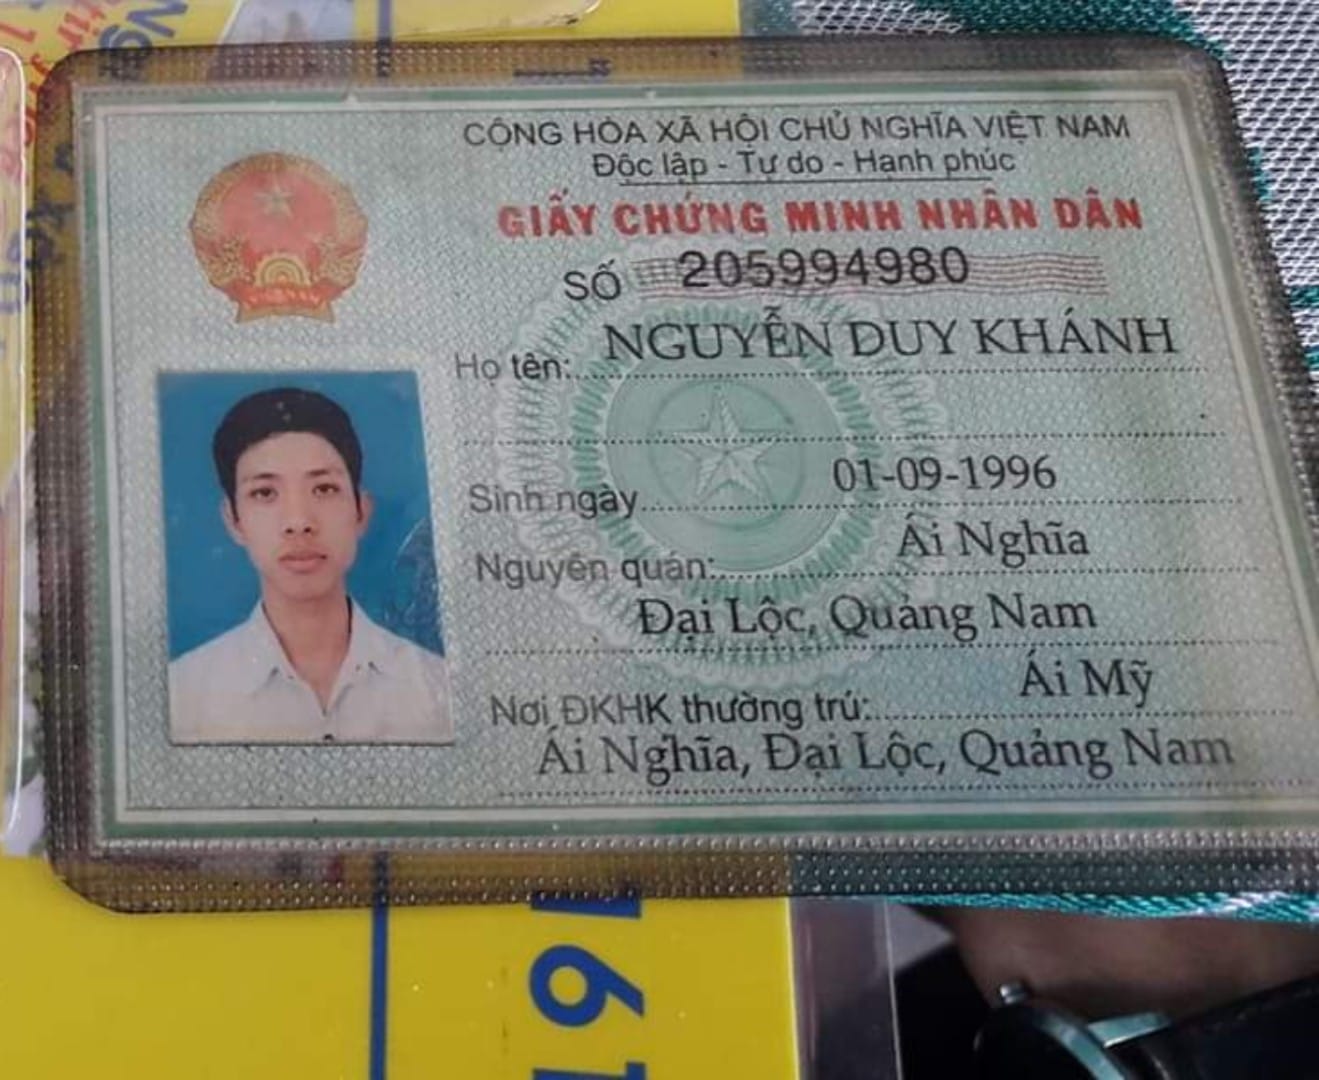 CỘNG HÒA XÃ HỘI CHỦ NGHĨA VIỆT NAM
Độc lập - Tự do - Hạnh phúc
GIẤY CHỨNG MINH NHÂN DÂN
SỐ 205994980
Họ tên: NGUYỄN DUY KHÁNH
Sinh ngày 01-09-1996
Nguyên quán: Ái Nghĩa
Đại Lộc, Quảng Nam
Nơi ĐKHK thường trú: Ái Mỹ
Ái Nghĩa, Đại Lộc, Quảng Nam
161